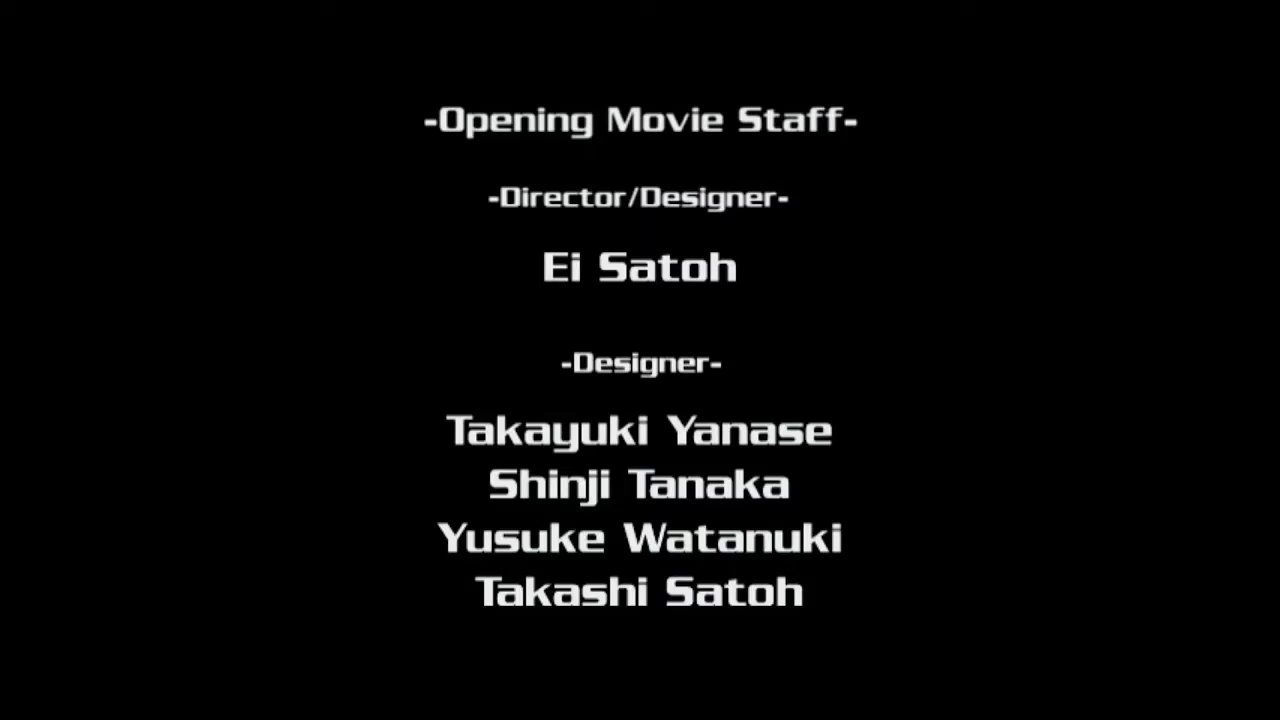 -Opening Movie Staff-
-Director/Designer-
Ei Satoh
-Designer-
Takayuki Yanase
Shinji Tanaka
Yusuke Watanuki
Takashi Satoh